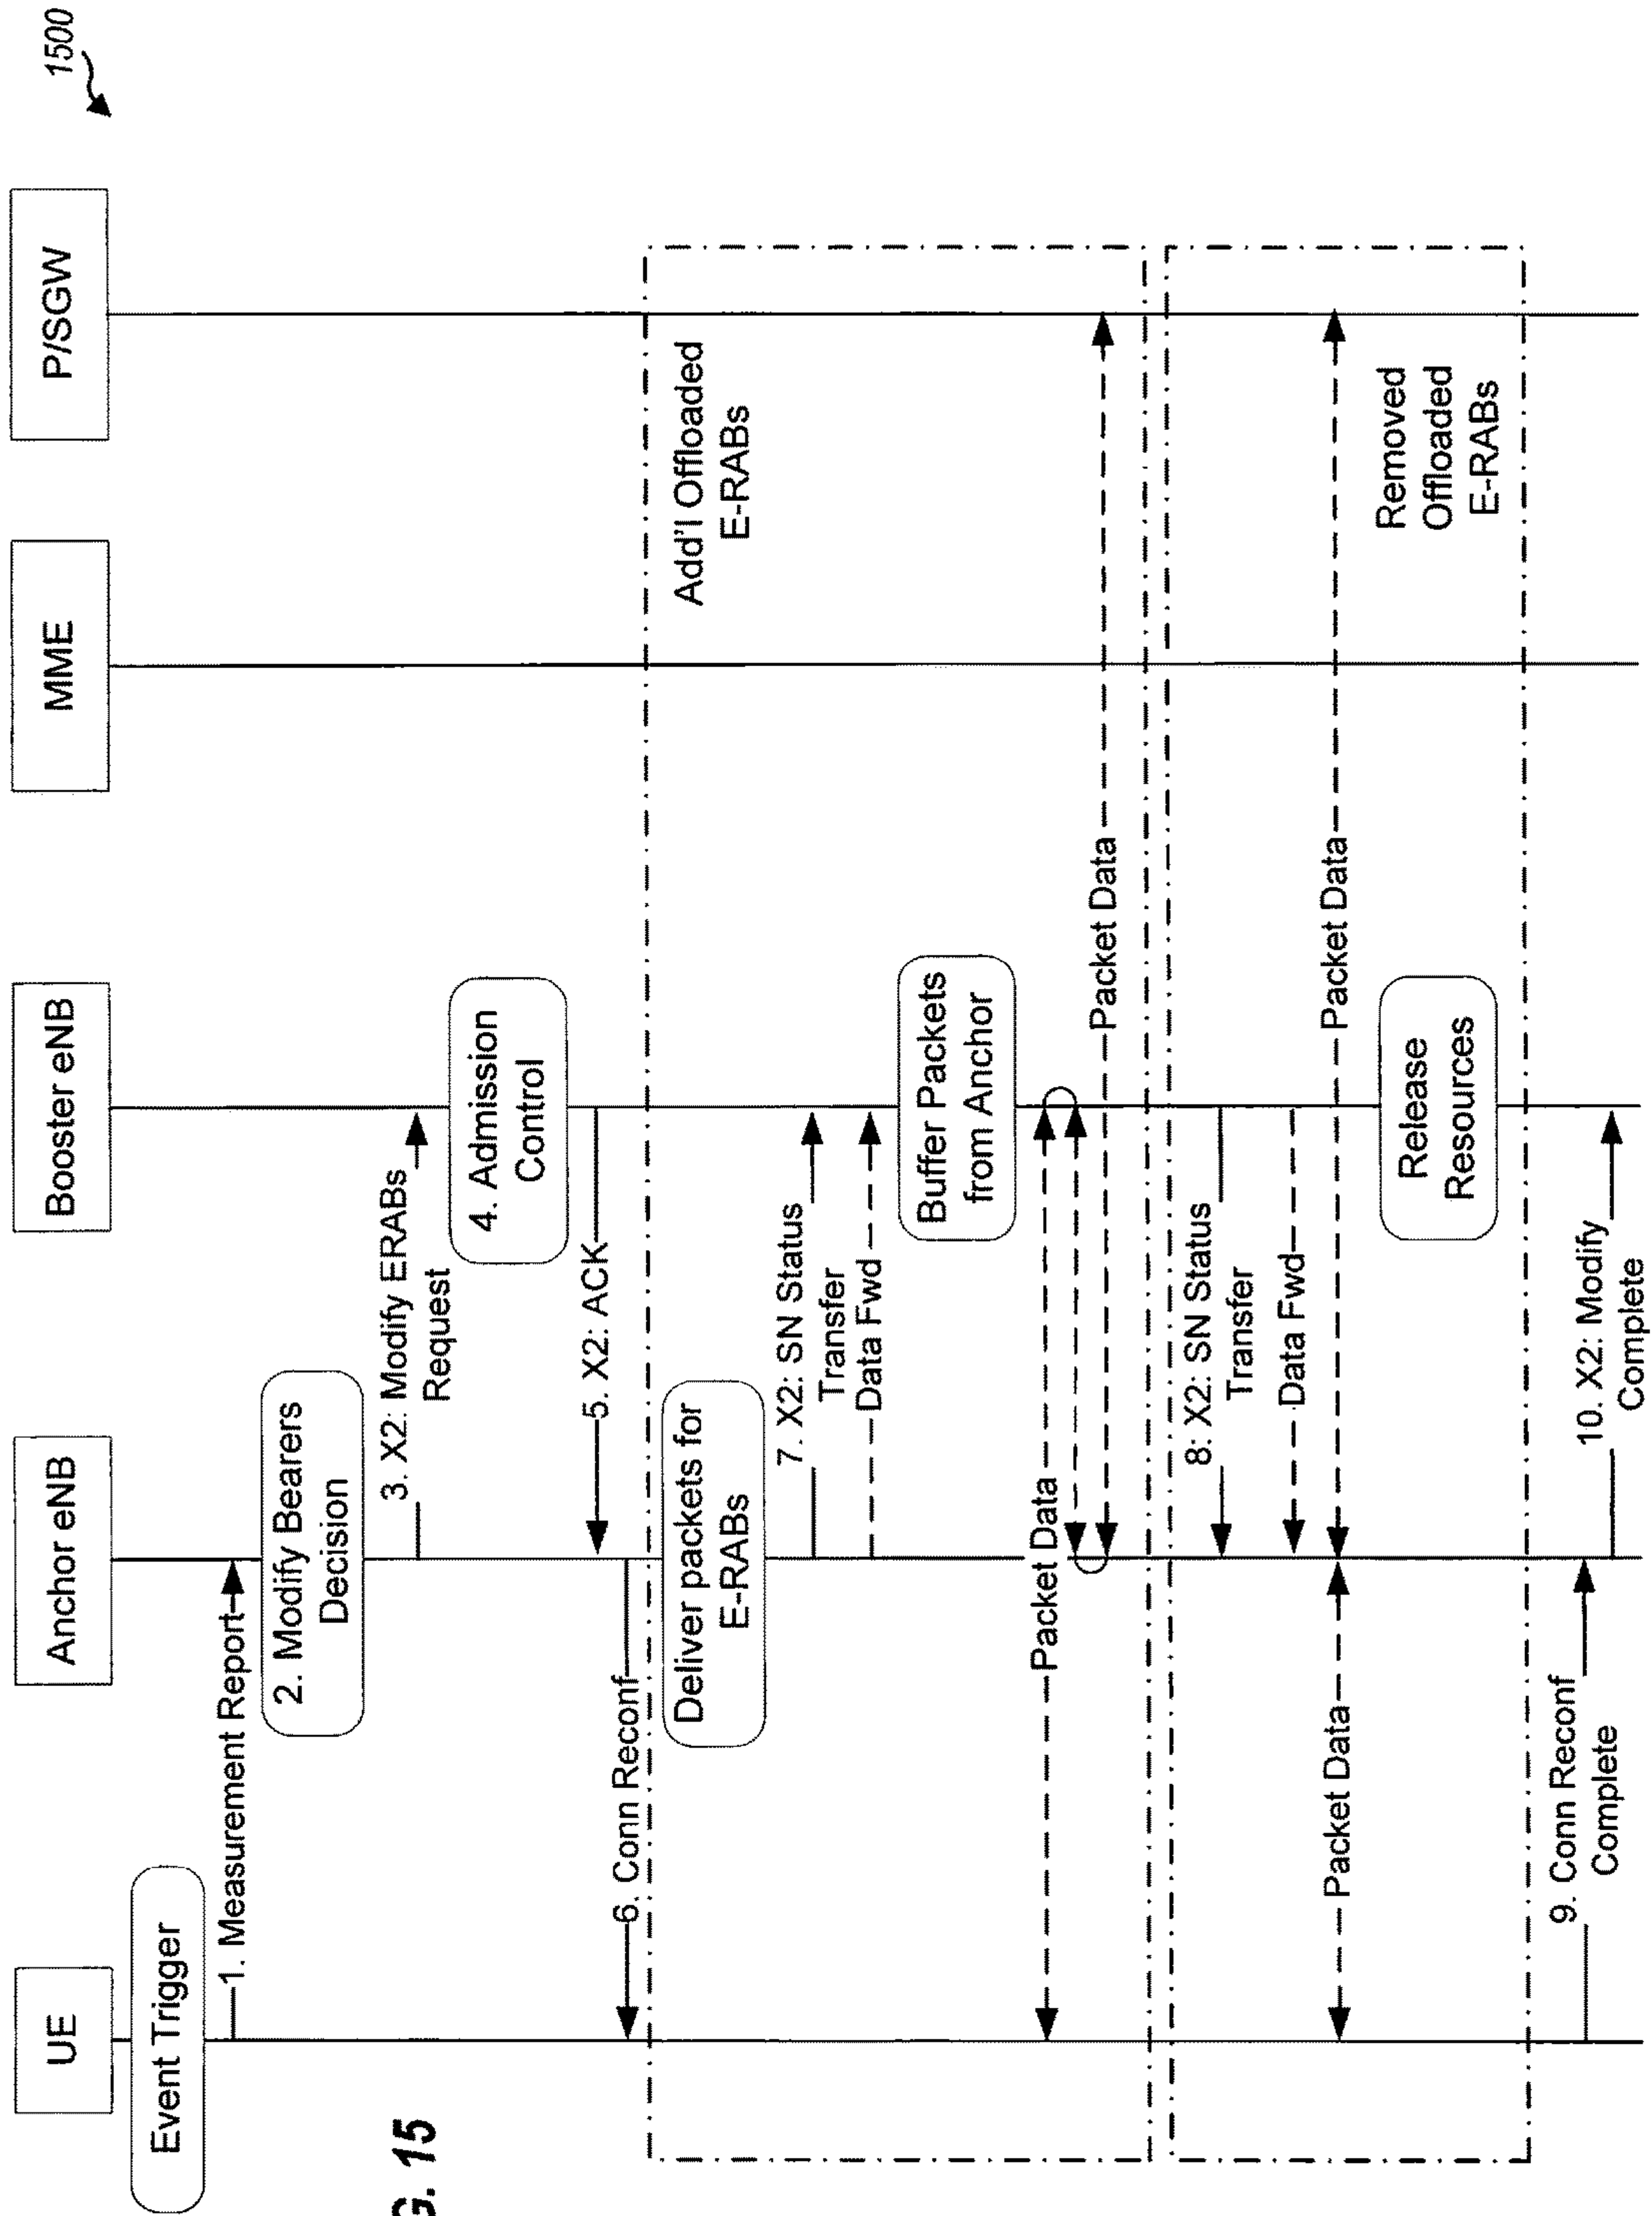 1500
UE
Anchor eNB
Booster eNB
MME
P/SGW
Event Trigger
1. Measurement Report
2. Modify Bearers
Decision
3. X2: Modify ERABs
Request
4. Admission
Control
5. X2: ACK
6. Conn Reconf
Add'l Offloaded
E-RABs
Deliver packets for
E-RABs
7. X2: SN Status
Transfer
Data Fwd
Buffer Packets
from Anchor
Packet Data
Packet Data
8: X2: SN Status
Transfer
Data Fwd
Packet Data
Packet Data
Removed
Offloaded
E-RABs
Release
Resources
9. Conn Reconf
Complete
10. X2: Modify
Complete
G. 15